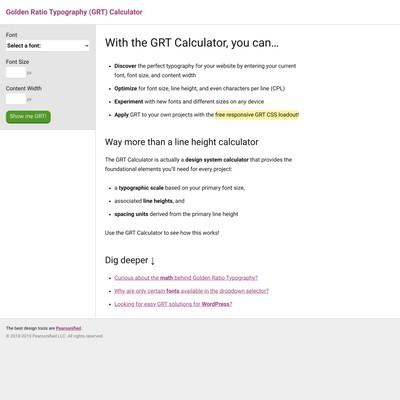 Golden Ratio Typography (GRT) Calculator
Font
Select a font:
Font Size
px
Content Width
px
Show me GRT!
With the GRT Calculator, you can…
Discover the perfect typography for your website by entering your current
font, font size, and content width
Optimize for font size, line height, and even characters per line (CPL)
Experiment with new fonts and different sizes on any device
Apply GRT to your own projects with the free responsive GRT CSS loadout!
Way more than a line height calculator
The GRT Calculator is actually a design system calculator that provides the
foundational elements you'll need for every project:
a typographic scale based on your primary font size,
associated line heights, and
spacing units derived from the primary line height
Use the GRT Calculator to see how this works!
Dig deeper ↓
Curious about the math behind Golden Ratio Typography?
Why are only certain fonts available in the dropdown selector?
Looking for easy GRT solutions for WordPress?
The best design tools are Pearsonified.
© 2018-2019 Pearsonified LLC. All rights reserved.